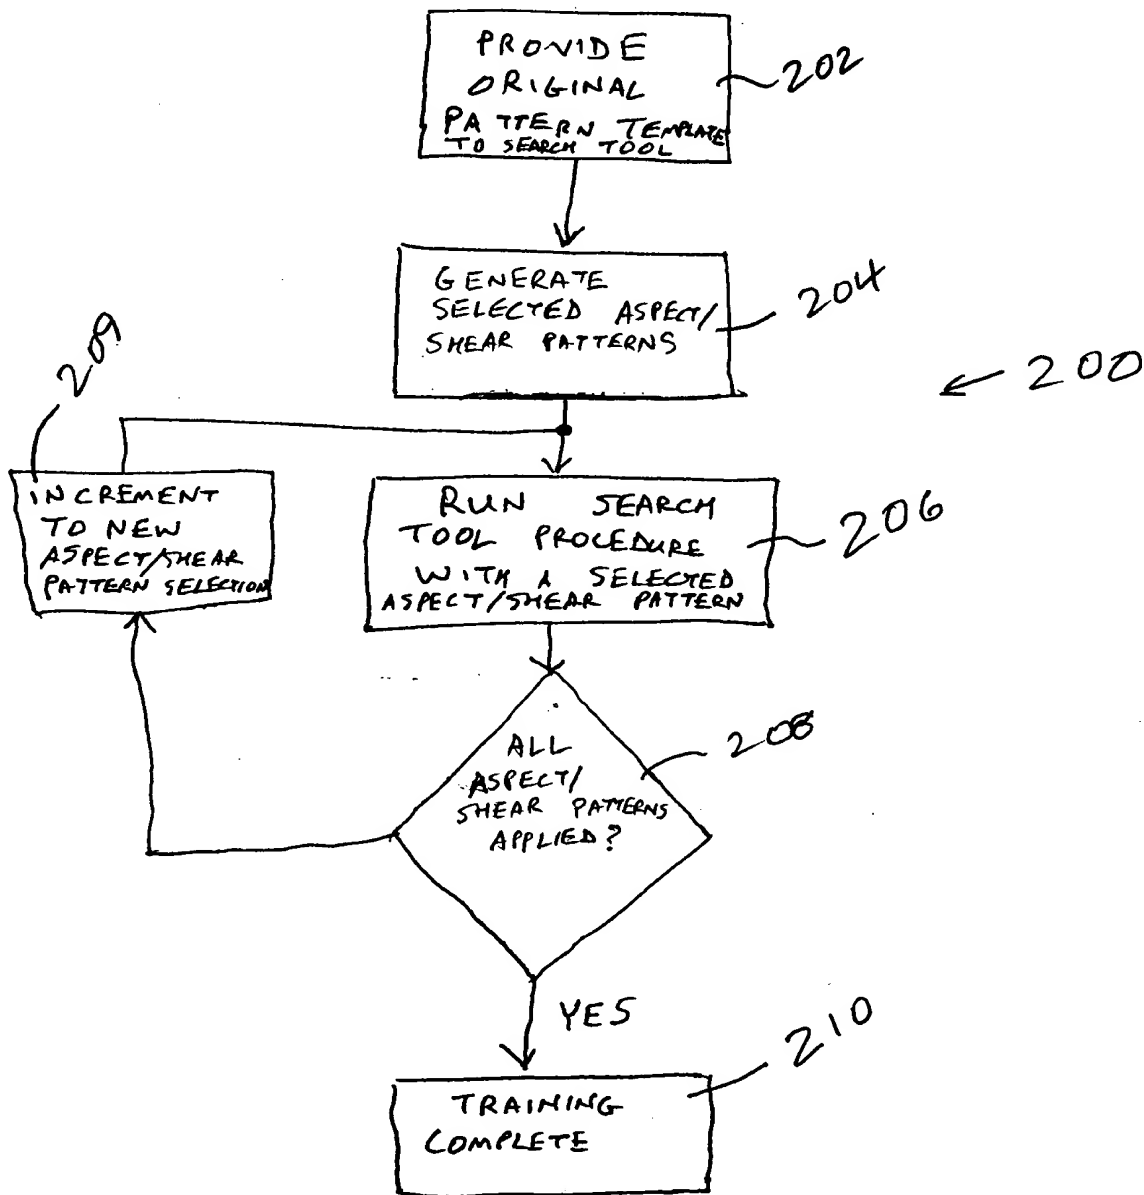 PROVIDE
ORIGINAL
PATTERN TEMPLATE
TO SEARCH TOOL
202
GENERATE
SELECTED ASPECT/
SHEAR PATTERNS
204
200
209
INCREMENT
TO NEW
ASPECT/SHEAR
PATTERN SELECTION
RUN SEARCH
TOOL PROCEDURE
WITH A SELECTED
ASPECT/SHEAR PATTERN
206
ALL
ASPECT/
SHEAR PATTERNS
APPLIED?
208
YES
TRAINING
COMPLETE
210